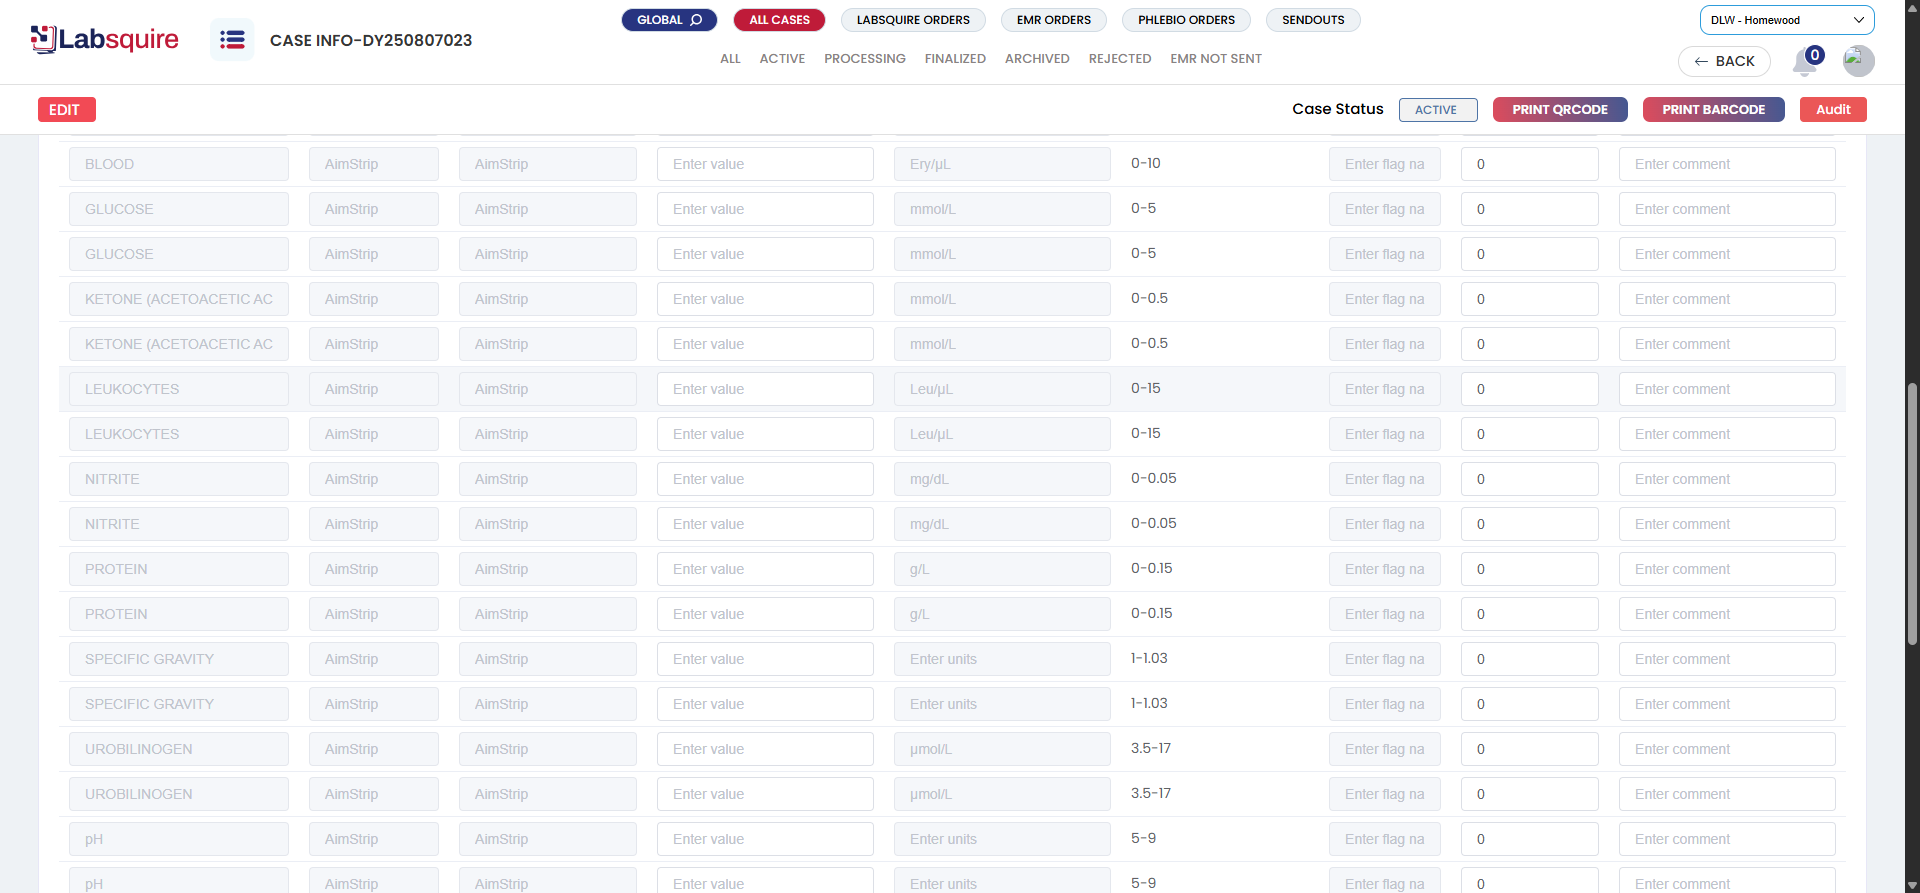 Labsquire
CASE INFO-DY250807023
GLOBAL
ALL CASES
LABSQUIRE ORDERS
EMR ORDERS
PHLEBIO ORDERS
SENDOUTS
DLW - Homewood
ALL ACTIVE PROCESSING FINALIZED ARCHIVED REJECTED EMR NOT SENT
BACK
0
EDIT
Case Status
ACTIVE
PRINT QRCODE
PRINT BARCODE
Audit
BLOOD AimStrip AimStrip Enter value Ery/µL 0-10 Enter flag na 0 Enter comment
GLUCOSE AimStrip AimStrip Enter value mmol/L 0-5 Enter flag na 0 Enter comment
GLUCOSE AimStrip AimStrip Enter value mmol/L 0-5 Enter flag na 0 Enter comment
KETONE (ACETOACETIC AC AimStrip AimStrip Enter value mmol/L 0-0.5 Enter flag na 0 Enter comment
KETONE (ACETOACETIC AC AimStrip AimStrip Enter value mmol/L 0-0.5 Enter flag na 0 Enter comment
LEUKOCYTES AimStrip AimStrip Enter value Leu/µL 0-15 Enter flag na 0 Enter comment
LEUKOCYTES AimStrip AimStrip Enter value Leu/µL 0-15 Enter flag na 0 Enter comment
NITRITE AimStrip AimStrip Enter value mg/dL 0-0.05 Enter flag na 0 Enter comment
NITRITE AimStrip AimStrip Enter value mg/dL 0-0.05 Enter flag na 0 Enter comment
PROTEIN AimStrip AimStrip Enter value g/L 0-0.15 Enter flag na 0 Enter comment
PROTEIN AimStrip AimStrip Enter value g/L 0-0.15 Enter flag na 0 Enter comment
SPECIFIC GRAVITY AimStrip AimStrip Enter value Enter units 1-1.03 Enter flag na 0 Enter comment
SPECIFIC GRAVITY AimStrip AimStrip Enter value Enter units 1-1.03 Enter flag na 0 Enter comment
UROBILINOGEN AimStrip AimStrip Enter value µmol/L 3.5-17 Enter flag na 0 Enter comment
UROBILINOGEN AimStrip AimStrip Enter value µmol/L 3.5-17 Enter flag na 0 Enter comment
pH AimStrip AimStrip Enter value Enter units 5-9 Enter flag na 0 Enter comment
pH AimStrip AimStrip Enter value Enter units 5-9 Enter flag na 0 Enter comment